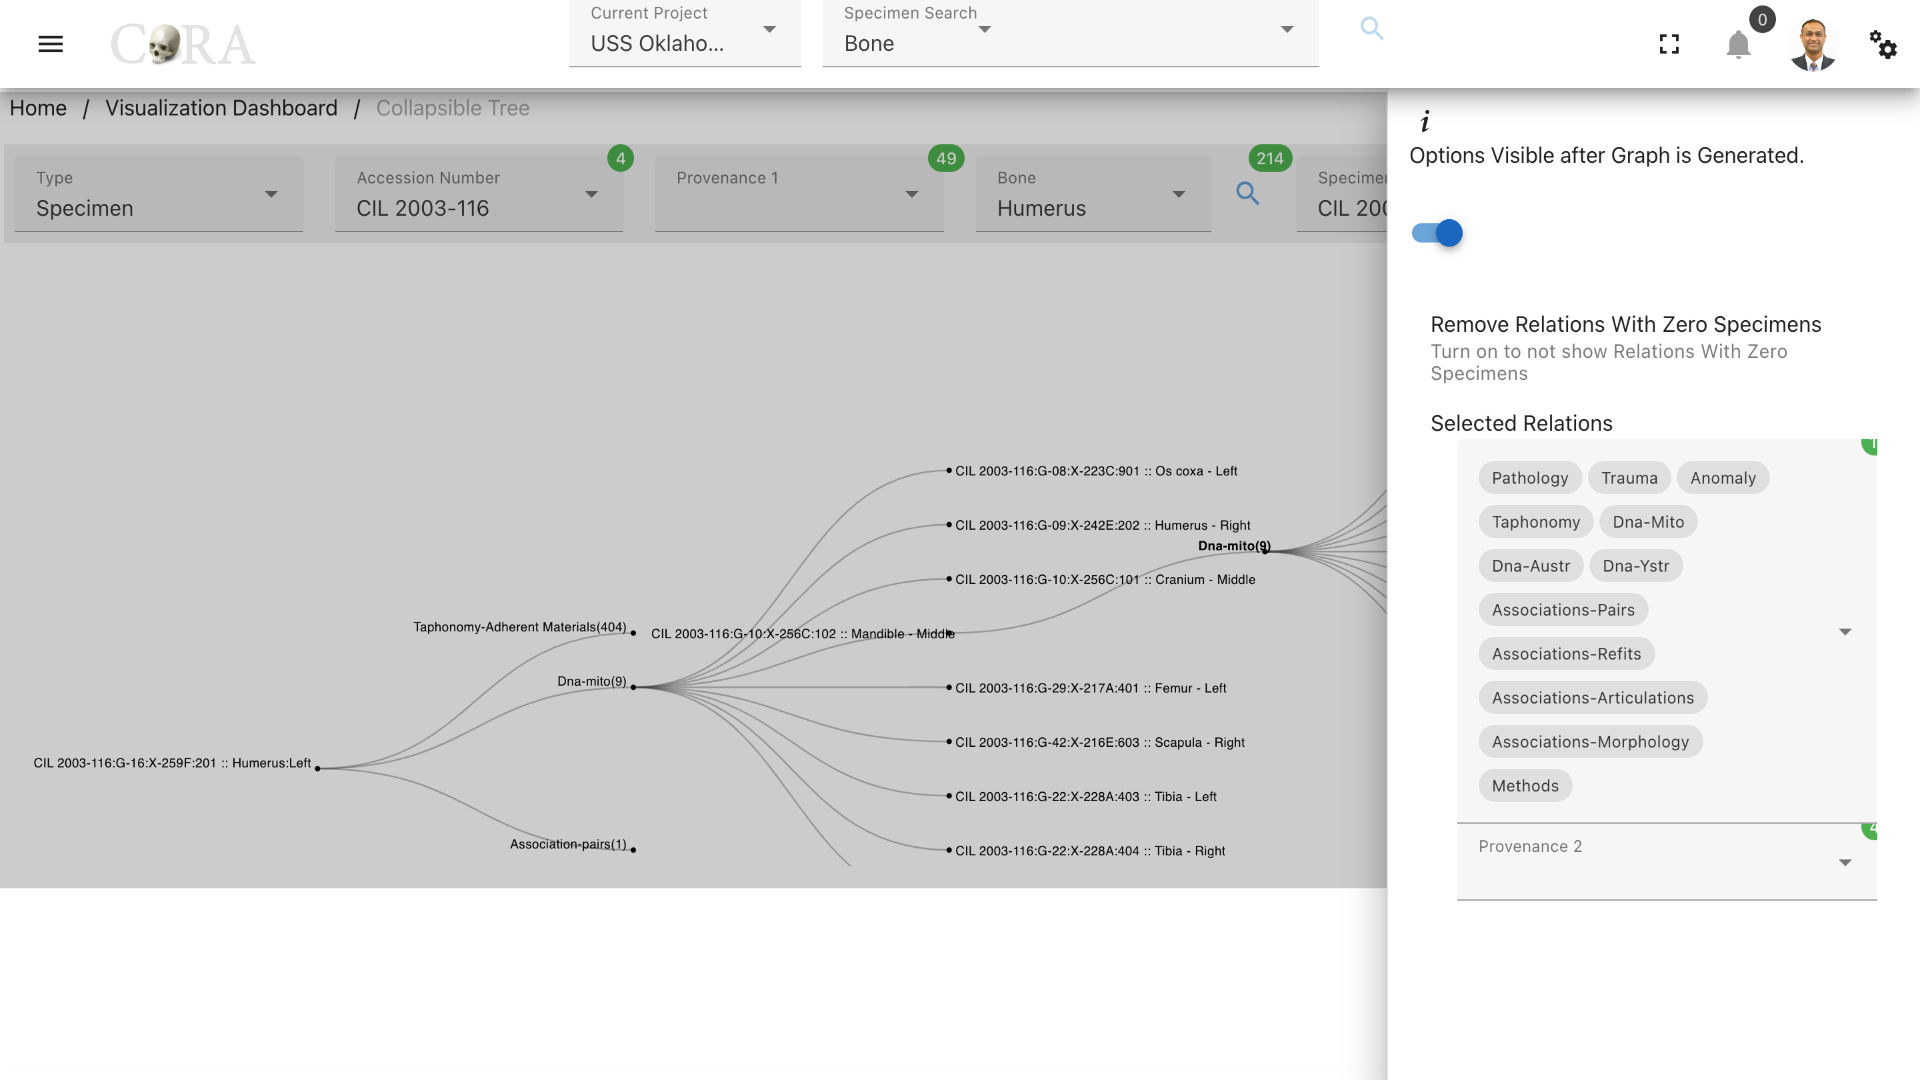 CORA
Current Project
USS Oklaho...
Specimen Search
Bone
0
Home / Visualization Dashboard / Collapsible Tree
Type
Specimen
Accession Number
CIL 2003-116
4
Provenance 1
49
Bone
Humerus
214
Specime
CIL 200
i
Options Visible after Graph is Generated.
Remove Relations With Zero Specimens
Turn on to not show Relations With Zero
Specimens
Selected Relations
Pathology Trauma Anomaly
Taphonomy Dna-Mito
Dna-Austr Dna-Ystr
Associations-Pairs
Associations-Refits
Associations-Articulations
Associations-Morphology
Methods
Provenance 2
CIL 2003-116:G-08:X-223C:901 :: Os coxa - Left
CIL 2003-116:G-09:X-242E:202 :: Humerus - Right
Dna-mito(9)
CIL 2003-116:G-10:X-256C:101 :: Cranium - Middle
Taphonomy-Adherent Materials(404)
CIL 2003-116:G-10:X-256C:102 :: Mandible - Middle
Dna-mito(9)
CIL 2003-116:G-29:X-217A:401 :: Femur - Left
CIL 2003-116:G-42:X-216E:603 :: Scapula - Right
CIL 2003-116:G-16:X-259F:201 :: Humerus:Left
CIL 2003-116:G-22:X-228A:403 :: Tibia - Left
Association-pairs(1)
CIL 2003-116:G-22:X-228A:404 :: Tibia - Right